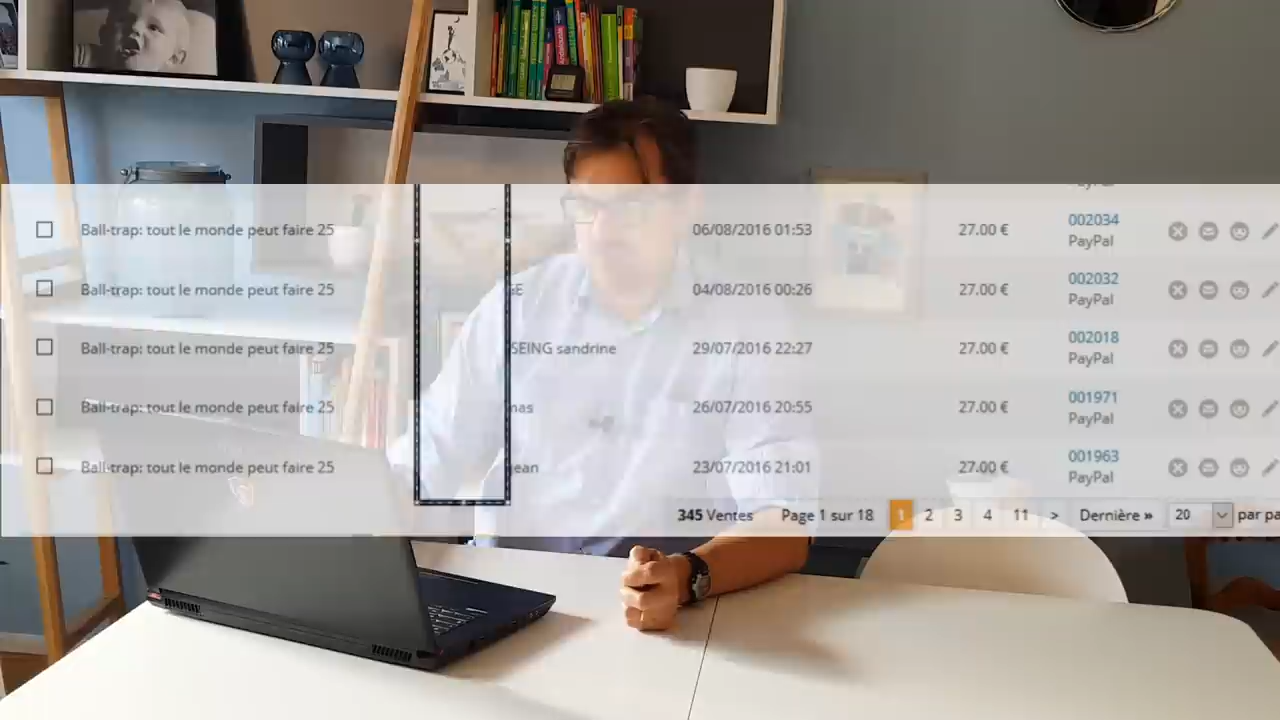 Ball-trap: tout le monde peut faire 25 06/08/2016 01:53 27.00 € 002034
PayPal
Ball-trap: tout le monde peut faire 25 04/08/2016 00:26 27.00 € 002032
PayPal
Ball-trap: tout le monde peut faire 25 SEING sandrine 29/07/2016 22:27 27.00 € 002018
PayPal
Ball-trap: tout le monde peut faire 25 26/07/2016 20:55 27.00 € 001971
PayPal
Ball-trap: tout le monde peut faire 25 ean 23/07/2016 21:01 27.00 € 001963
PayPal
345 Ventes Page 1 sur 18 1 2 3 4 11 > Dernière » 20 par pa